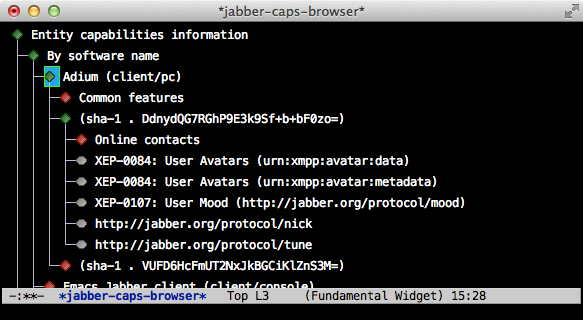 *jabber-caps-browser*
Entity capabilities information
By software name
Adium (client/pc)
Common features
(sha-1 . DdnydQG7RGhP9E3k9Sf+b+bF0zo=)
Online contacts
XEP-0084: User Avatars (urn:xmpp:avatar:data)
XEP-0084: User Avatars (urn:xmpp:avatar:metadata)
XEP-0107: User Mood (http://jabber.org/protocol/mood)
http://jabber.org/protocol/nick
http://jabber.org/protocol/tune
(sha-1 . VUFD6HcFmUT2NxJkBGCiKlZnS3M=)
Emacs Jabber client (client/console)
-:**- *jabber-caps-browser* Top L3 (Fundamental Widget) 15:28